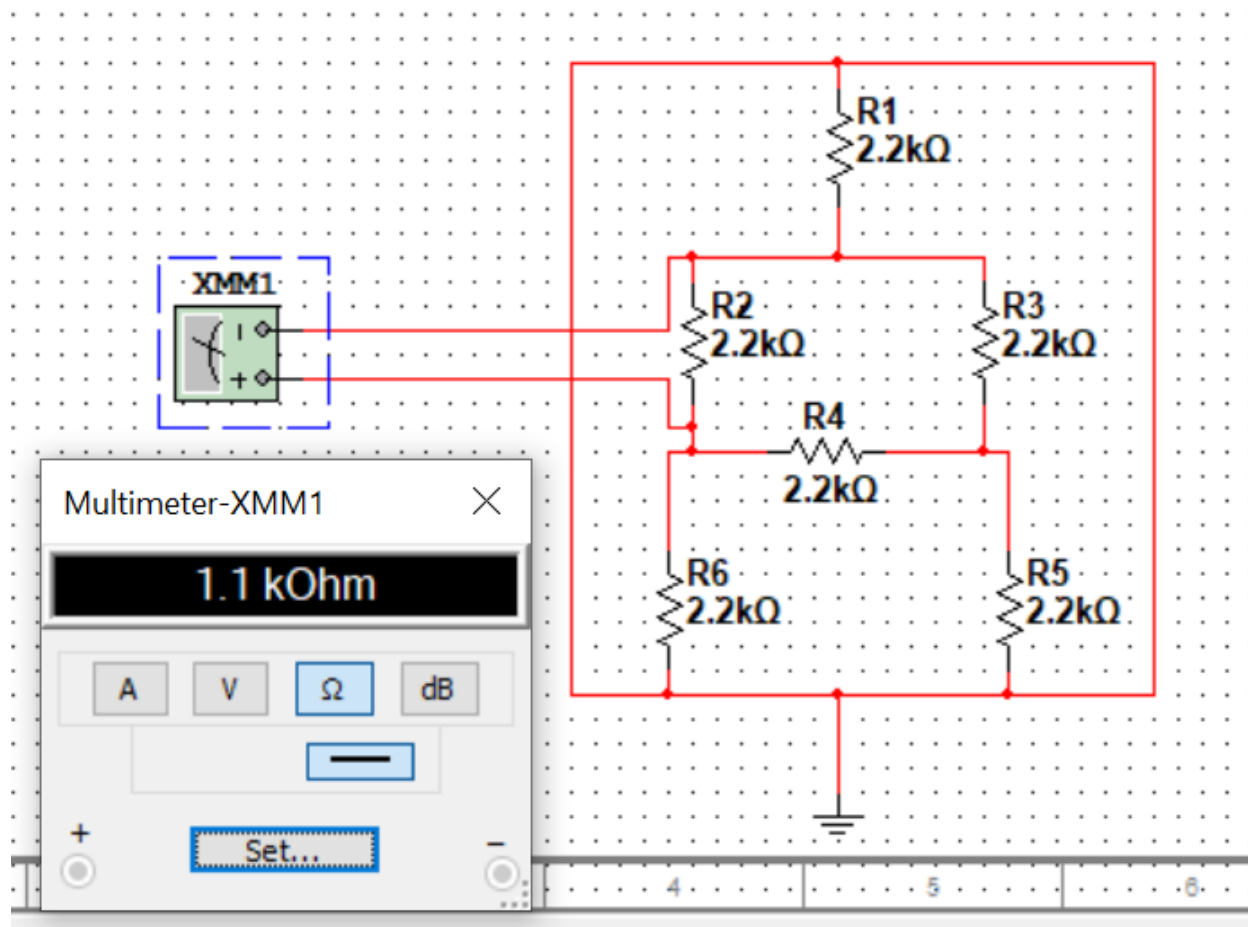 R1
2.2kΩ
XMM1
R2
2.2kΩ
R3
2.2kΩ
R4
2.2kΩ
Multimeter-XMM1
1.1 kOhm
A V Ω dB
+ −
Set...
R6
2.2kΩ
R5
2.2kΩ
4 5 6